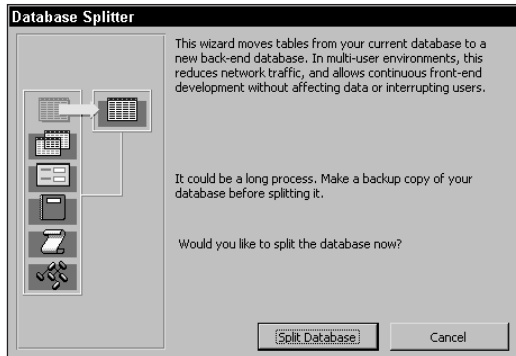 Database Splitter
This wizard moves tables from your current database to a
new back-end database. In multi-user environments, this
reduces network traffic, and allows continuous front-end
development without affecting data or interrupting users.
It could be a long process. Make a backup copy of your
database before splitting it.
Would you like to split the database now?
Split Database
Cancel